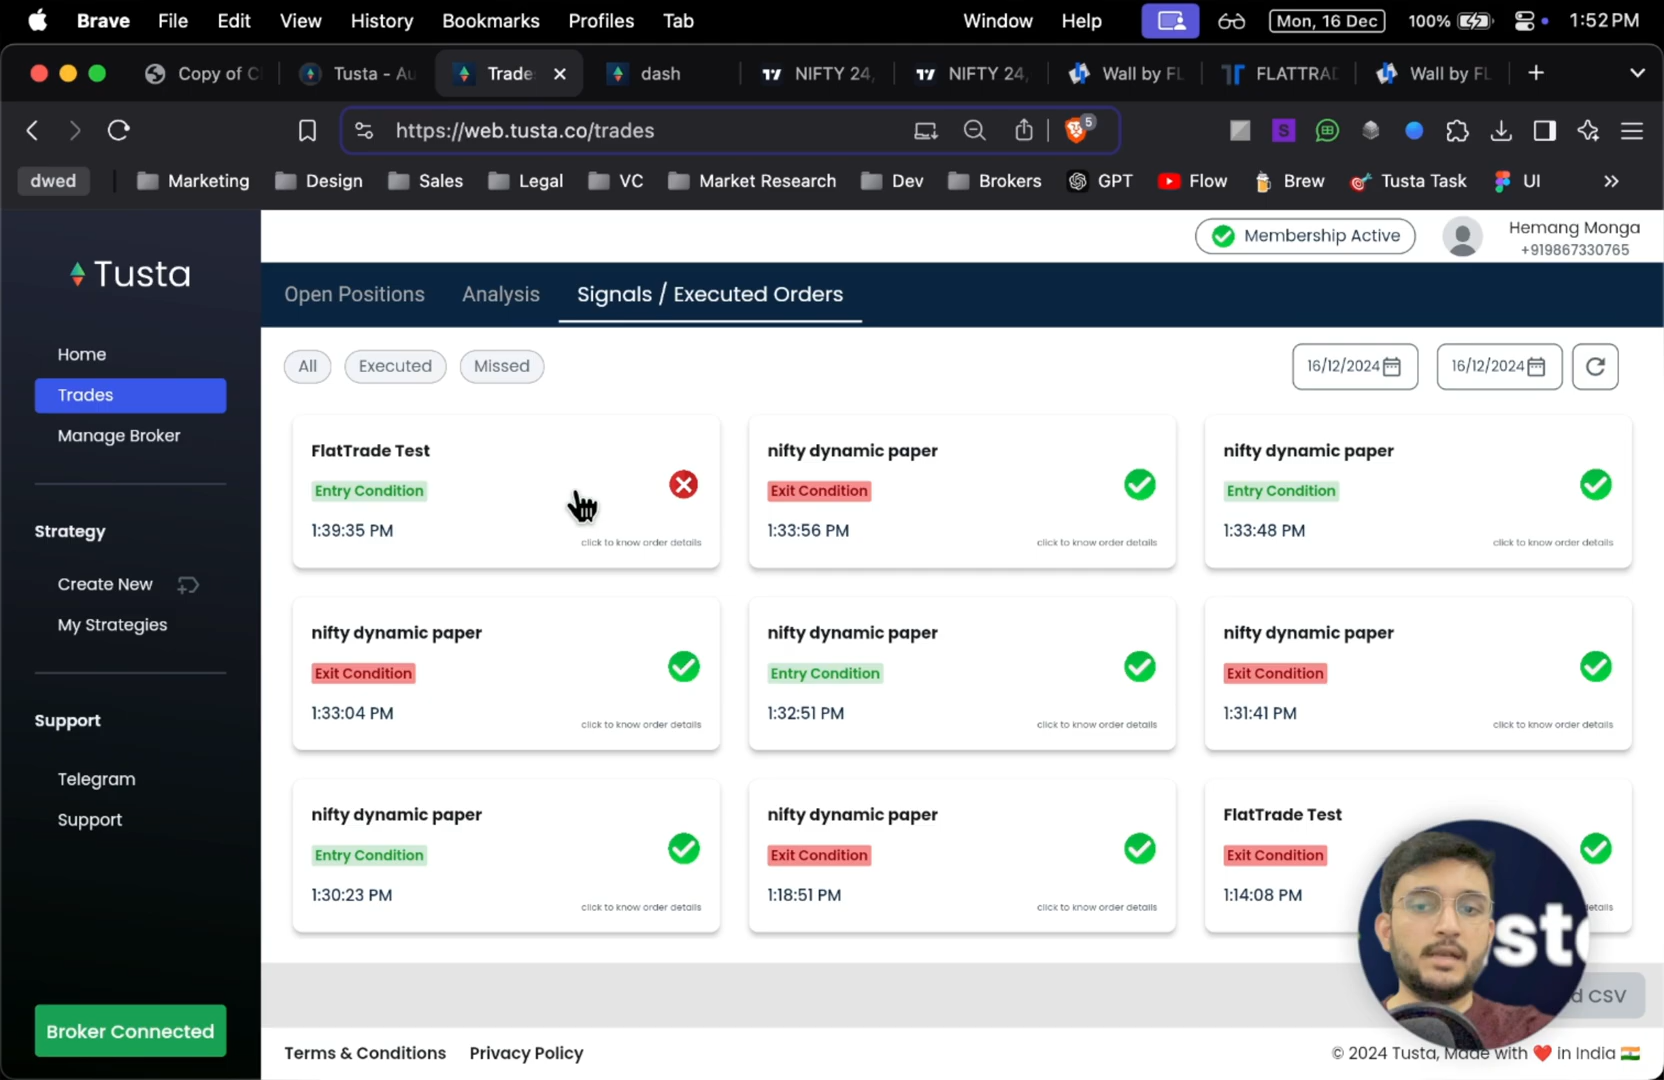 Brave File Edit View History Bookmarks Profiles Tab Window Help Mon, 16 Dec 100% 1:52 PM
Copy of C Tusta - Au Trade dash NIFTY 24, NIFTY 24, Wall by FL FLATTRAD Wall by FL
https://web.tusta.co/trades 5 S
dwed Marketing Design Sales Legal VC Market Research Dev Brokers GPT Flow Brew Tusta Task UI
Membership Active Hemang Monga
+919867330765
Tusta
Open Positions Analysis Signals / Executed Orders
Home
Trades
Manage Broker
Strategy
Create New
My Strategies
Support
Telegram
Support
Broker Connected
All Executed Missed 16/12/2024 16/12/2024
FlatTrade Test
Entry Condition
1:39:35 PM
click to know order details
nifty dynamic paper
Exit Condition
1:33:56 PM
click to know order details
nifty dynamic paper
Entry Condition
1:33:48 PM
click to know order details
nifty dynamic paper
Exit Condition
1:33:04 PM
click to know order details
nifty dynamic paper
Entry Condition
1:32:51 PM
click to know order details
nifty dynamic paper
Exit Condition
1:31:41 PM
click to know order details
nifty dynamic paper
Entry Condition
1:30:23 PM
click to know order details
nifty dynamic paper
Exit Condition
1:18:51 PM
click to know order details
FlatTrade Test
Exit Condition
1:14:08 PM
details
st
d CSV
Terms & Conditions Privacy Policy © 2024 Tusta, Made with ❤️ in India 🇮🇳